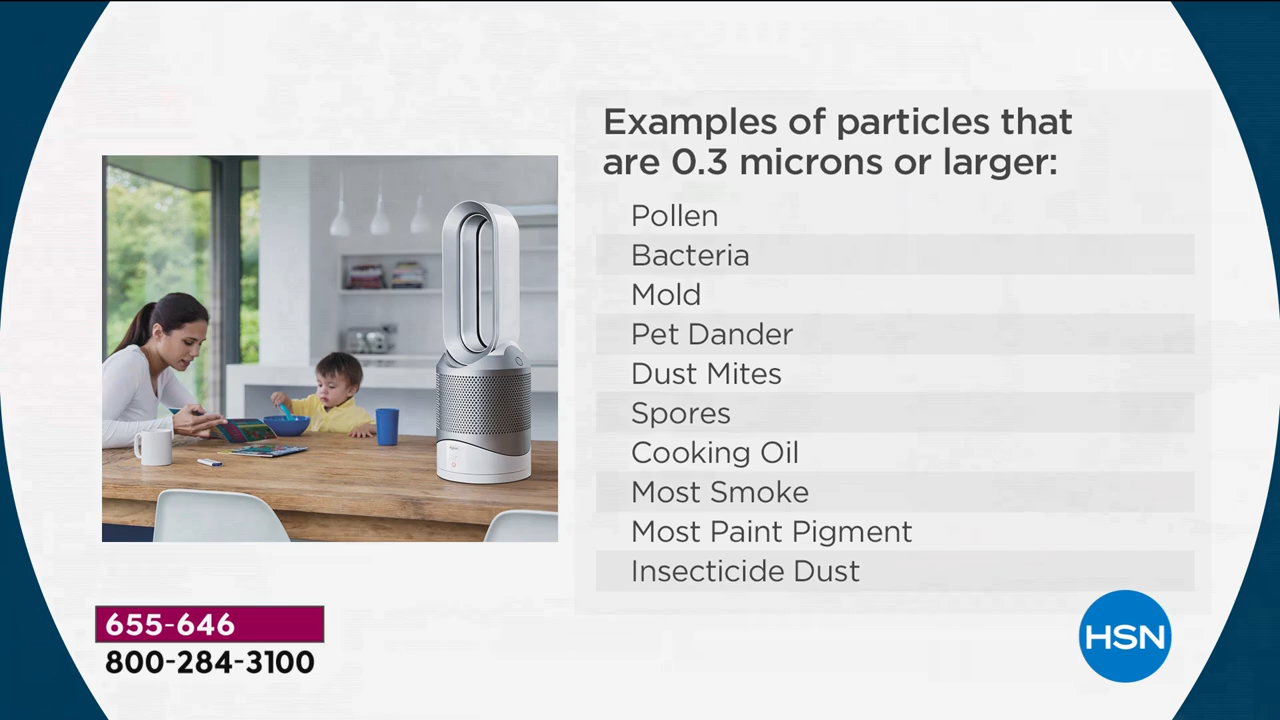 LIVE
Examples of particles that
are 0.3 microns or larger:
Pollen
Bacteria
Mold
Pet Dander
Dust Mites
Spores
Cooking Oil
Most Smoke
Most Paint Pigment
Insecticide Dust
655-646
800-284-3100
HSN